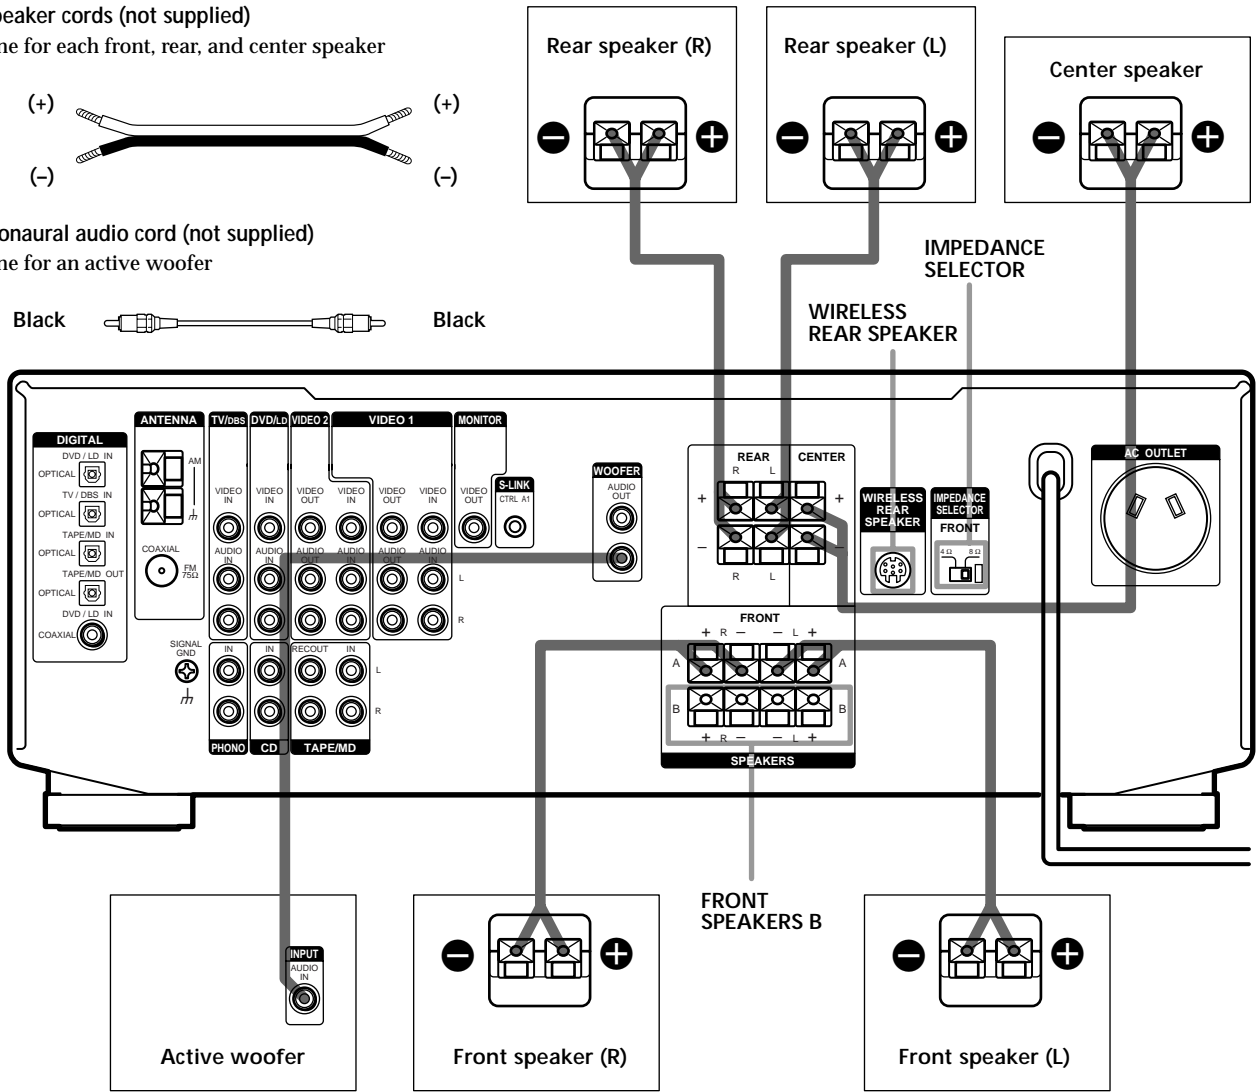 peaker cords (not supplied)
ne for each front, rear, and center speaker
(+) (+)
(–) (–)
onaural audio cord (not supplied)
ne for an active woofer
Black Black
Rear speaker (R)
Rear speaker (L)
Center speaker
IMPEDANCE
SELECTOR
WIRELESS
REAR SPEAKER
DIGITAL
DVD / LD IN
OPTICAL
TV / DBS IN
OPTICAL
TAPE/MD IN
OPTICAL
TAPE/MD OUT
OPTICAL
DVD / LD IN
COAXIAL
ANTENNA
AM
COAXIAL
FM
75Ω
SIGNAL
GND
TV/DBS DVD/LD VIDEO 2 VIDEO 1 MONITOR
VIDEO IN
VIDEO IN
VIDEO OUT
VIDEO IN
VIDEO OUT
VIDEO IN
VIDEO OUT
AUDIO IN
AUDIO IN
AUDIO OUT
AUDIO IN
AUDIO OUT
AUDIO IN
L
R
IN IN RECOUT IN
L
R
PHONO CD TAPE/MD
S-LINK
CTRL A1
WOOFER
AUDIO
OUT
REAR CENTER
R L
+ +
– –
R L
FRONT
+ R – – L +
A A
B B
+ R – – L +
SPEAKERS
WIRELESS
REAR
SPEAKER
IMPEDANCE
SELECTOR
FRONT
4 Ω 8 Ω
AC OUTLET
FRONT
SPEAKERS B
INPUT
AUDIO
IN
Active woofer
Front speaker (R)
Front speaker (L)